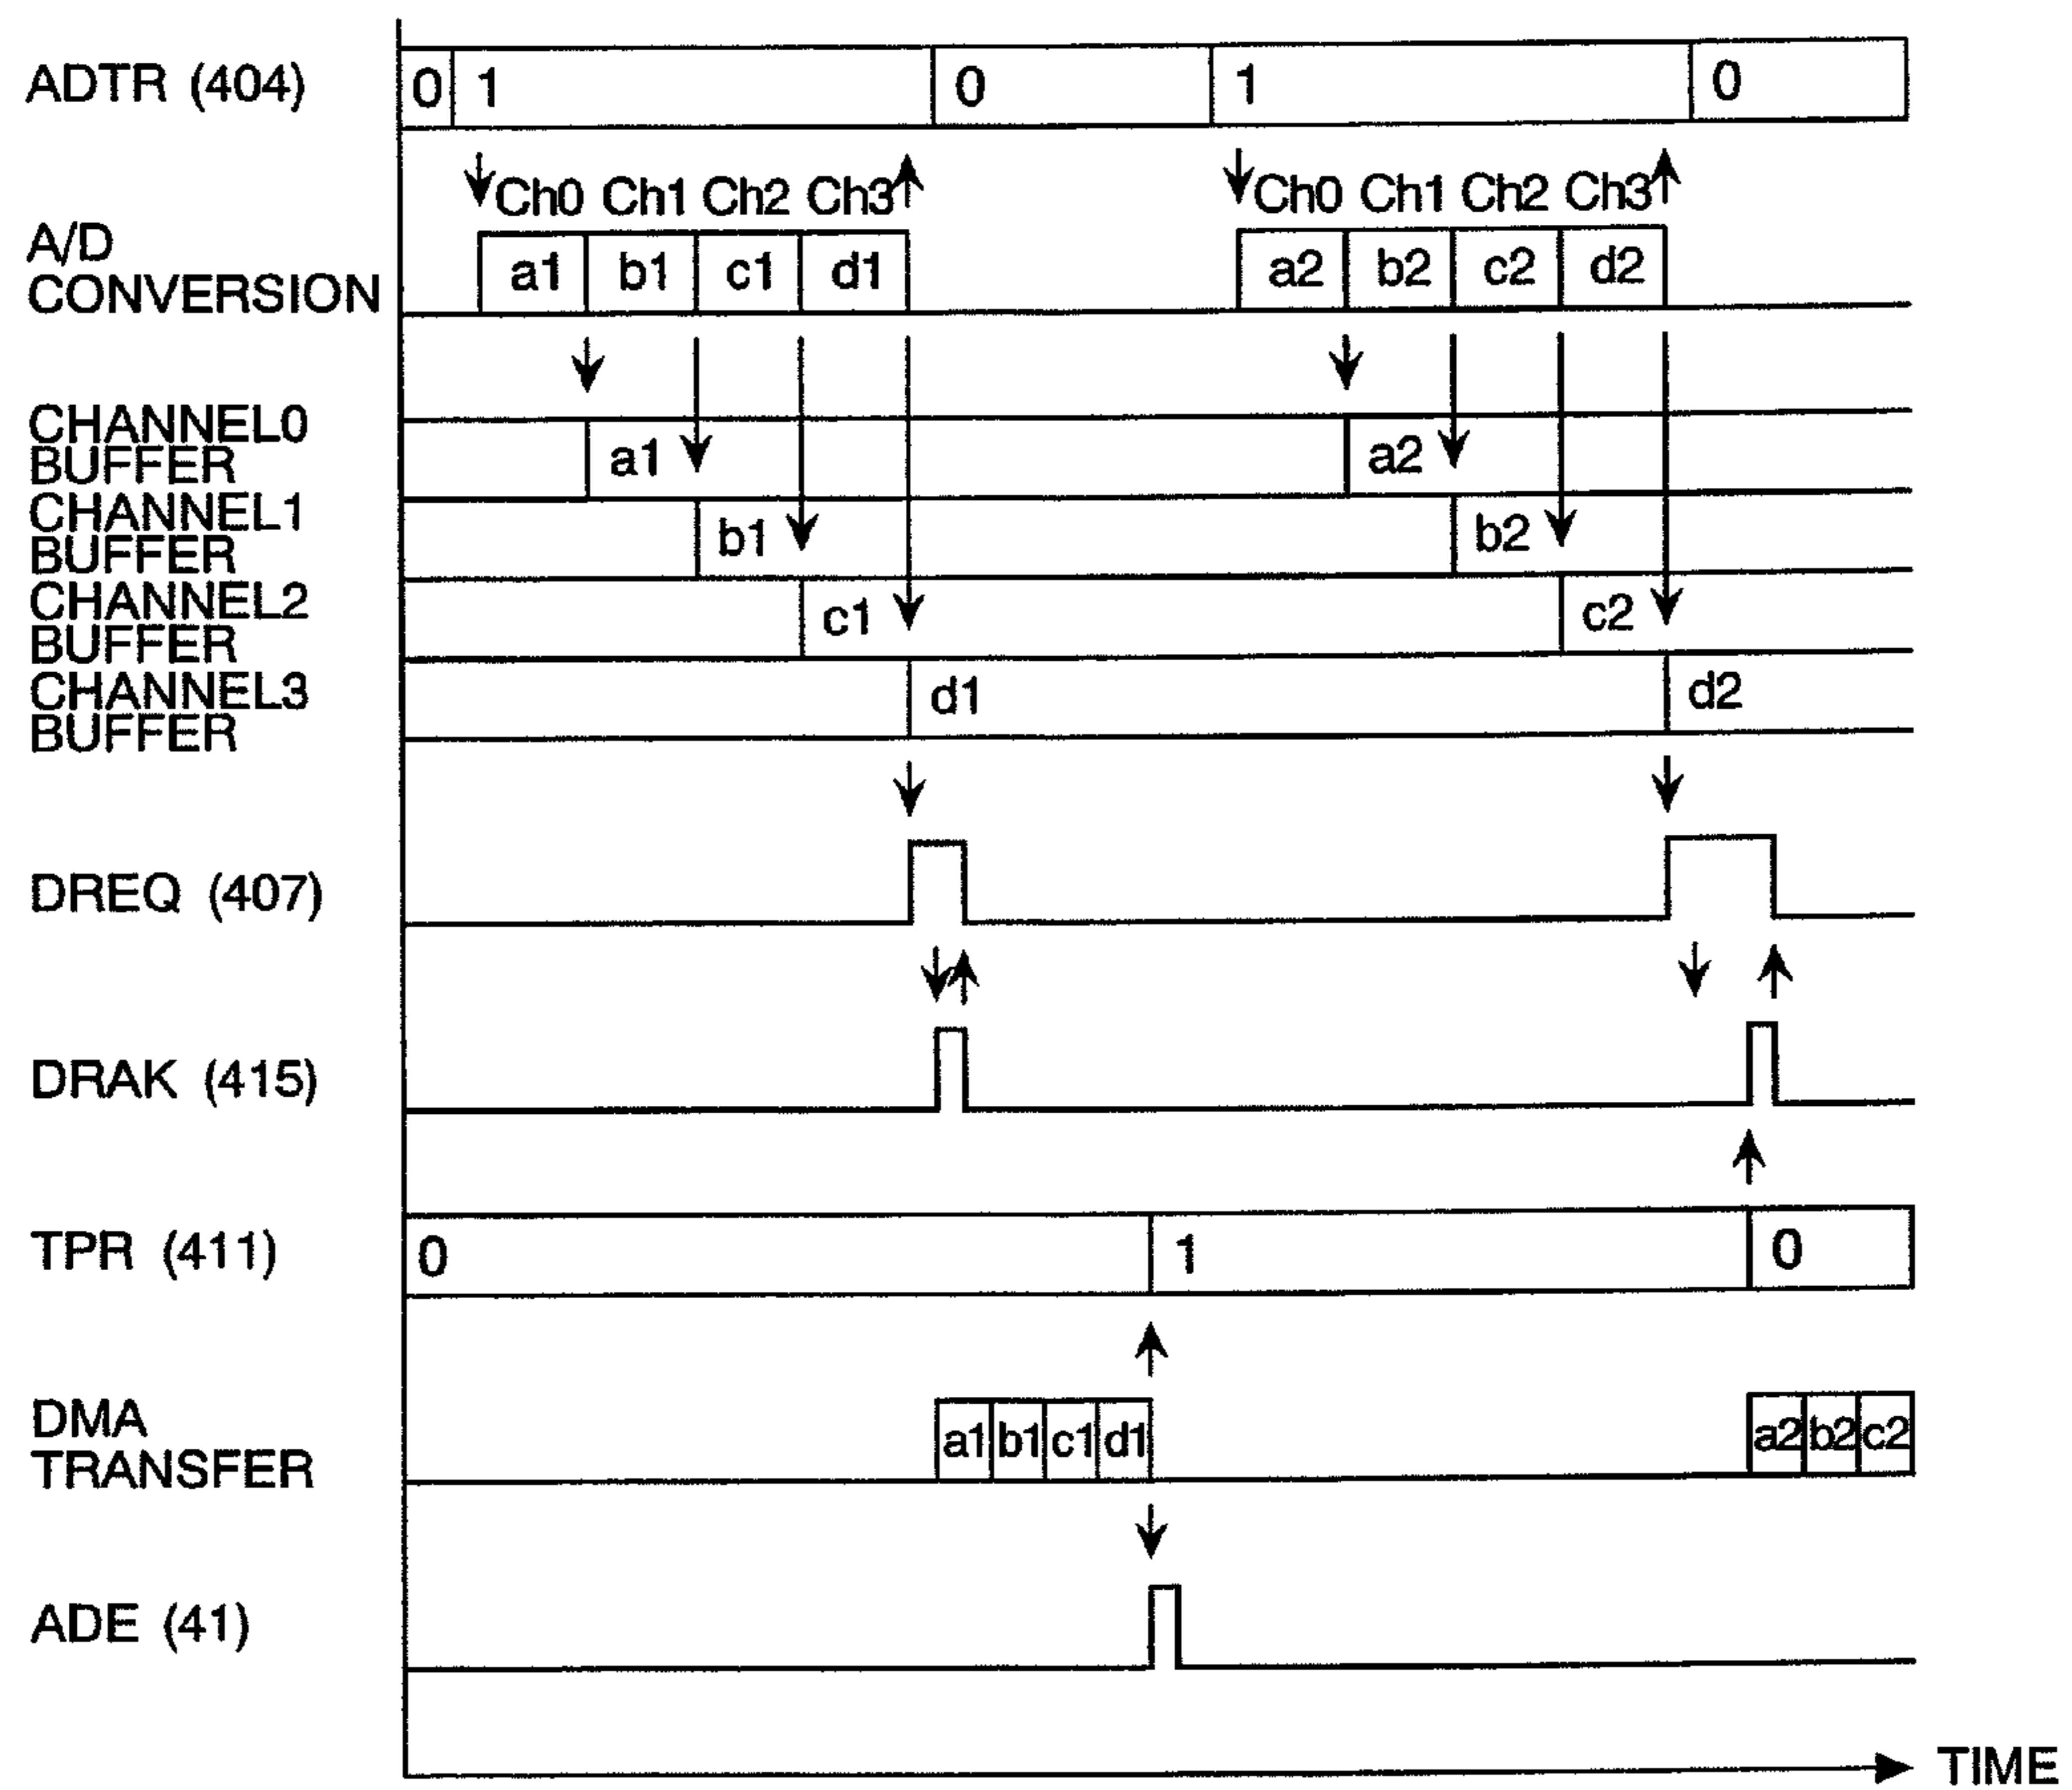 ADTR (404) 0 1 0 1 0
Ch0 Ch1 Ch2 Ch3 Ch0 Ch1 Ch2 Ch3
A/D
CONVERSION
a1 b1 c1 d1 a2 b2 c2 d2
CHANNEL0
BUFFER
a1 a2
CHANNEL1
BUFFER
b1 b2
CHANNEL2
BUFFER
c1 c2
CHANNEL3
BUFFER
d1 d2
DREQ (407)
DRAK (415)
TPR (411) 0 1 0
DMA
TRANSFER
a1 b1 c1 d1 a2 b2 c2
ADE (41)
TIME